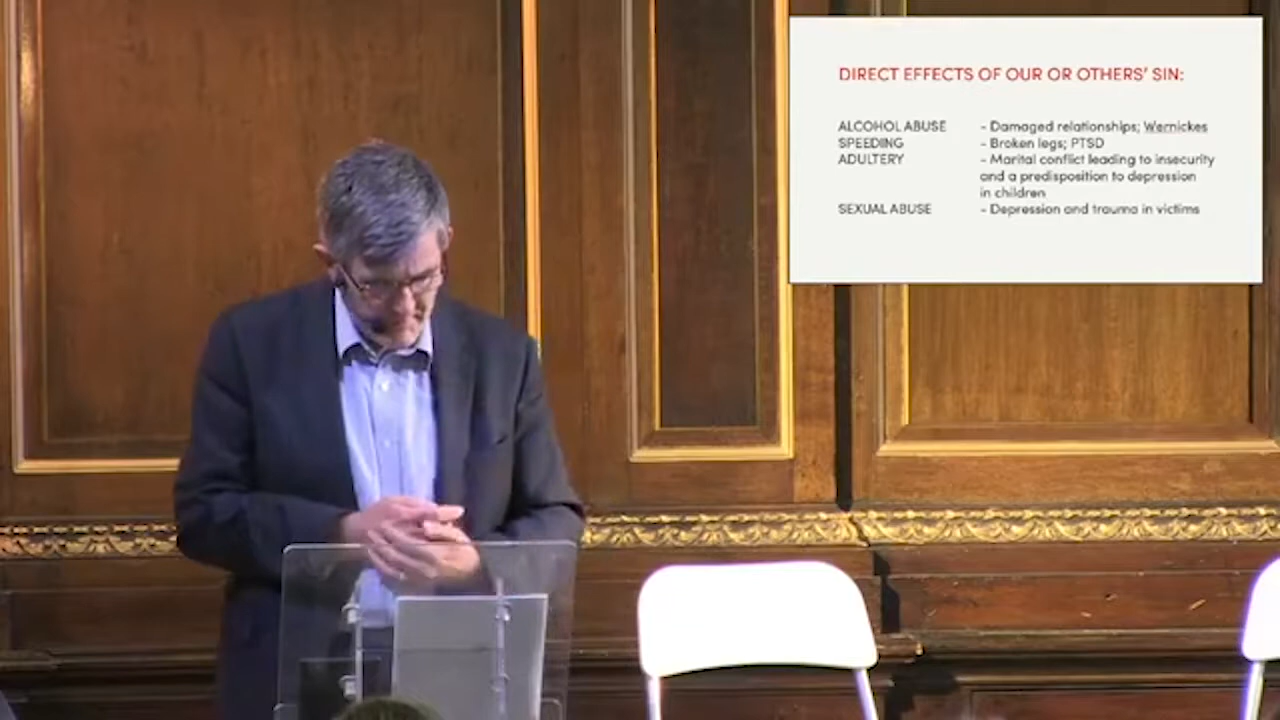 DIRECT EFFECTS OF OUR OR OTHERS' SIN:
ALCOHOL ABUSE - Damaged relationships; Wernickes
SPEEDING - Broken legs; PTSD
ADULTERY - Marital conflict leading to insecurity
and a predisposition to depression
in children
SEXUAL ABUSE - Depression and trauma in victims